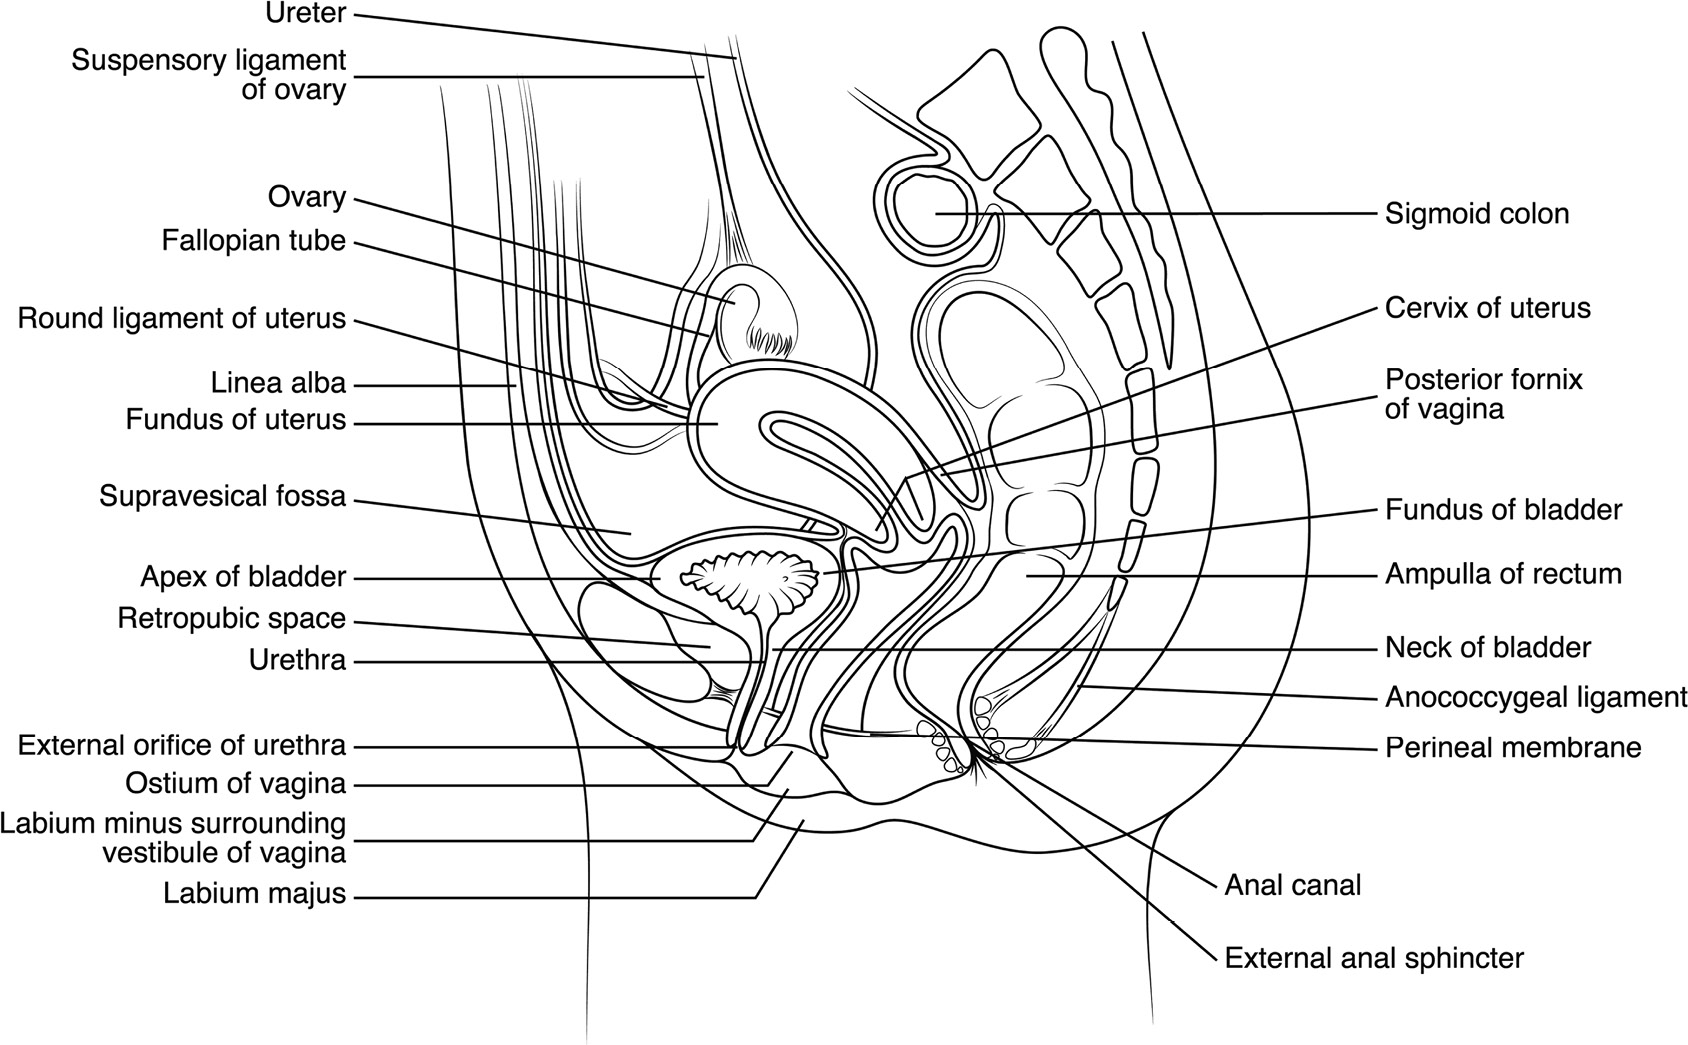 Ureter
Suspensory ligament
of ovary
Ovary
Fallopian tube
Round ligament of uterus
Linea alba
Fundus of uterus
Supravesical fossa
Apex of bladder
Retropubic space
Urethra
External orifice of urethra
Ostium of vagina
Labium minus surrounding
vestibule of vagina
Labium majus
Sigmoid colon
Cervix of uterus
Posterior fornix
of vagina
Fundus of bladder
Ampulla of rectum
Neck of bladder
Anococcygeal ligament
Perineal membrane
Anal canal
External anal sphincter